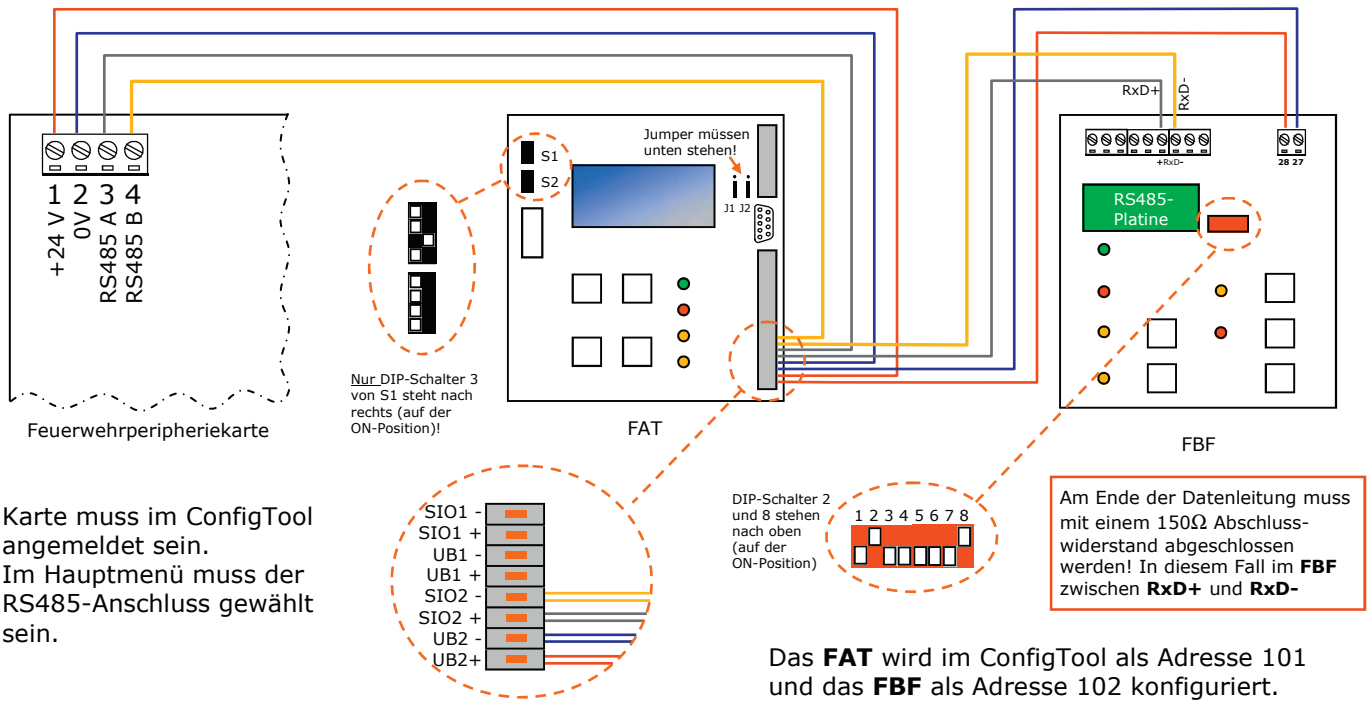 1 2 3 4
+24 V
0V
RS485 A
RS485 B
Feuerwehrperipheriekarte
S1
S2
Jumper müssen
unten stehen!
J1 J2
Nur DIP-Schalter 3
von S1 steht nach
rechts (auf der
ON-Position)!
FAT
RxD+
RxD-
+RxD-
28 27
RS485-
Platine
FBF
SIO1 -
SIO1 +
UB1 -
UB1 +
SIO2 -
SIO2 +
UB2 -
UB2+
DIP-Schalter 2
und 8 stehen
nach oben
(auf der
ON-Position)
1 2 3 4 5 6 7 8
Am Ende der Datenleitung muss
mit einem 150Ω Abschluss-
widerstand abgeschlossen
werden! In diesem Fall im FBF
zwischen RxD+ und RxD-
Karte muss im ConfigTool
angemeldet sein.
Im Hauptmenü muss der
RS485-Anschluss gewählt
sein.
Das FAT wird im ConfigTool als Adresse 101
und das FBF als Adresse 102 konfiguriert.